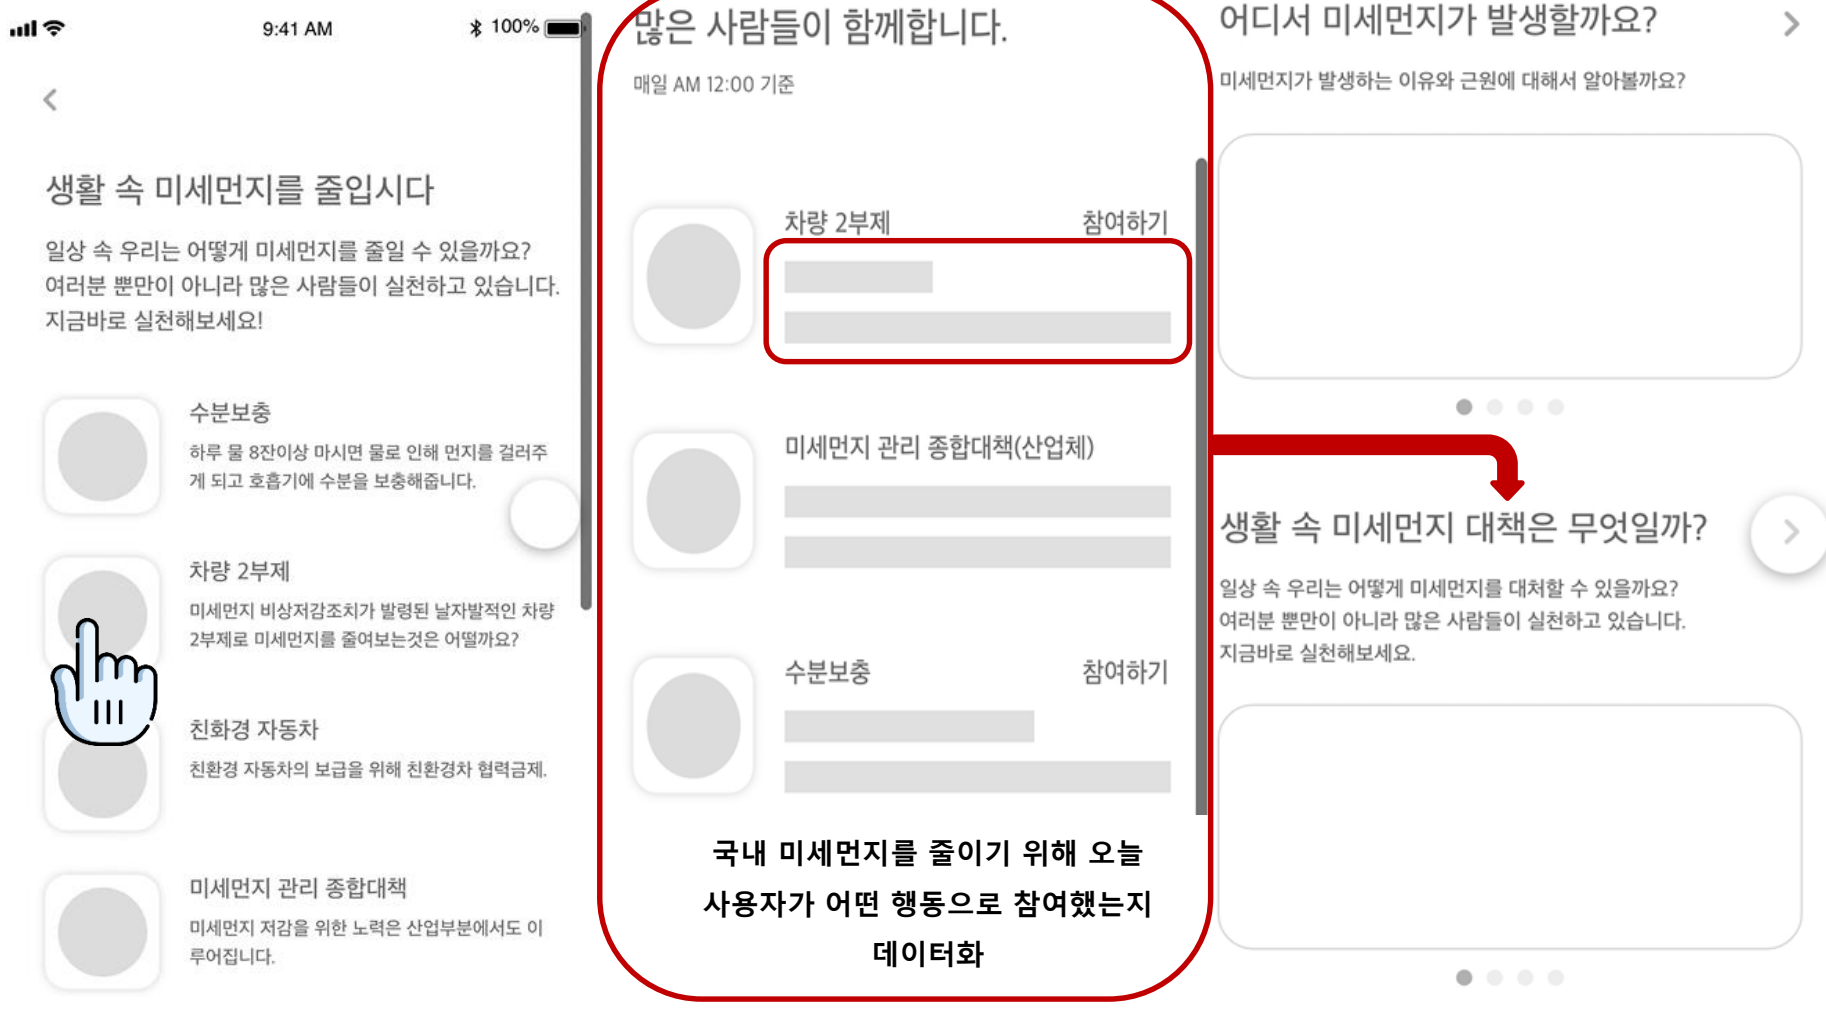 9:41 AM
100%
생활 속 미세먼지를 줄입시다
일상 속 우리는 어떻게 미세먼지를 줄일 수 있을까요?
여러분 뿐만이 아니라 많은 사람들이 실천하고 있습니다.
지금바로 실천해보세요!
수분보충
하루 물 8잔이상 마시면 물로 인해 먼지를 걸러주
게 되고 호흡기에 수분을 보충해줍니다.
차량 2부제
미세먼지 비상저감조치가 발령된 날자발적인 차량
2부제로 미세먼지를 줄여보는것은 어떨까요?
친화경 자동차
친환경 자동차의 보급을 위해 친환경차 협력금제.
미세먼지 관리 종합대책
미세먼지 저감을 위한 노력은 산업부분에서도 이
루어집니다.
많은 사람들이 함께합니다.
매일 AM 12:00 기준
차량 2부제
참여하기
미세먼지 관리 종합대책(산업체)
수분보충
참여하기
국내 미세먼지를 줄이기 위해 오늘
사용자가 어떤 행동으로 참여했는지
데이터화
어디서 미세먼지가 발생할까요?
미세먼지가 발생하는 이유와 근원에 대해서 알아볼까요?
생활 속 미세먼지 대책은 무엇일까?
일상 속 우리는 어떻게 미세먼지를 대처할 수 있을까요?
여러분 뿐만이 아니라 많은 사람들이 실천하고 있습니다.
지금바로 실천해보세요.